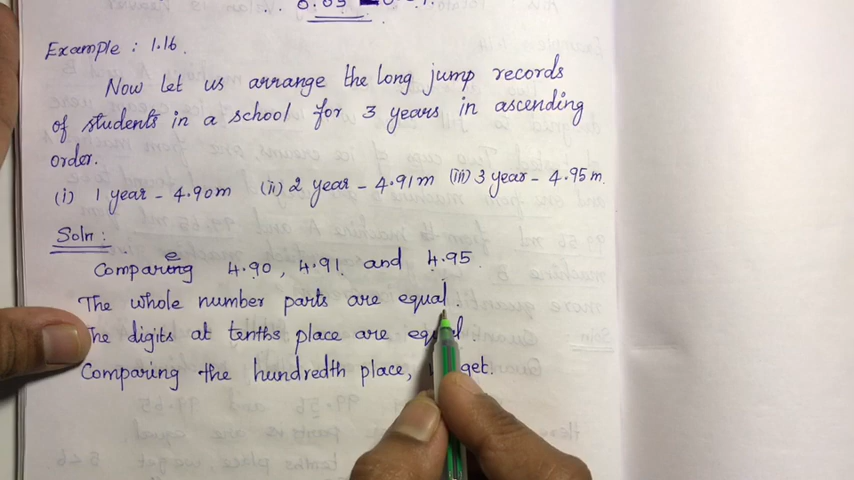 Example : 1.16.
Now let us arrange the long jump records
of students in a school for 3 years in ascending
order.
(i) 1 year - 4.90m (ii) 2 year - 4.91m (iii) 3 year - 4.95m.
Soln :
Compareing 4.90, 4.91 and 4.95.
The whole number parts are equal.
The digits at tenths place are equal.
Comparing the hundredth place, get.